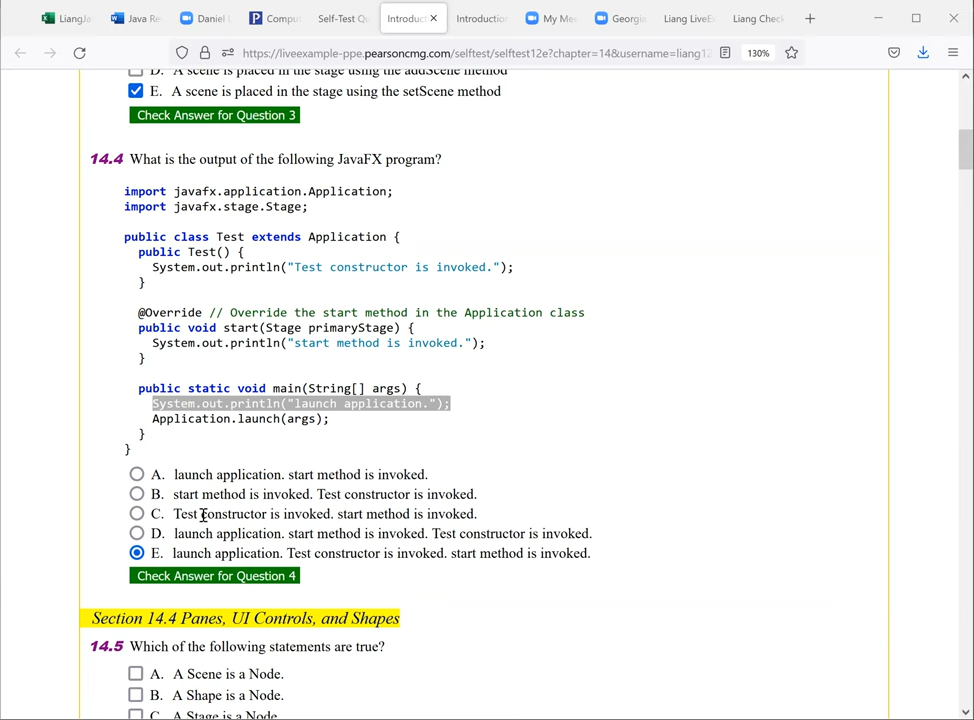 LiangJa
Java Re
Daniel L
Comput
Self-Test Qu
Introduct
Introduction
My Me
Georgia
Liang LiveE
Liang Check
https://liveexample-ppe.pearsoncmg.com/selftest/selftest12e?chapter=14&username=liang12
130%
D. A scene is placed in the stage using the addScene method
E. A scene is placed in the stage using the setScene method
Check Answer for Question 3
14.4 What is the output of the following JavaFX program?
import javafx.application.Application;
import javafx.stage.Stage;
public class Test extends Application {
public Test() {
System.out.println("Test constructor is invoked.");
}
@Override // Override the start method in the Application class
public void start(Stage primaryStage) {
System.out.println("start method is invoked.");
}
public static void main(String[] args) {
System.out.println("launch application.");
Application.launch(args);
}
}
A. launch application. start method is invoked.
B. start method is invoked. Test constructor is invoked.
C. Test constructor is invoked. start method is invoked.
D. launch application. start method is invoked. Test constructor is invoked.
E. launch application. Test constructor is invoked. start method is invoked.
Check Answer for Question 4
Section 14.4 Panes, UI Controls, and Shapes
14.5 Which of the following statements are true?
A. A Scene is a Node.
B. A Shape is a Node.
C. A Stage is a Node.